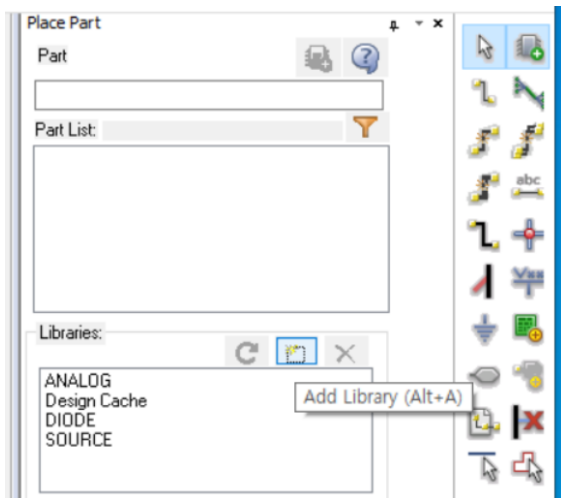 Place Part
Part
Part List:
abc
Libraries:
ANALOG
Design Cache
DIODE
SOURCE
Add Library (Alt+A)